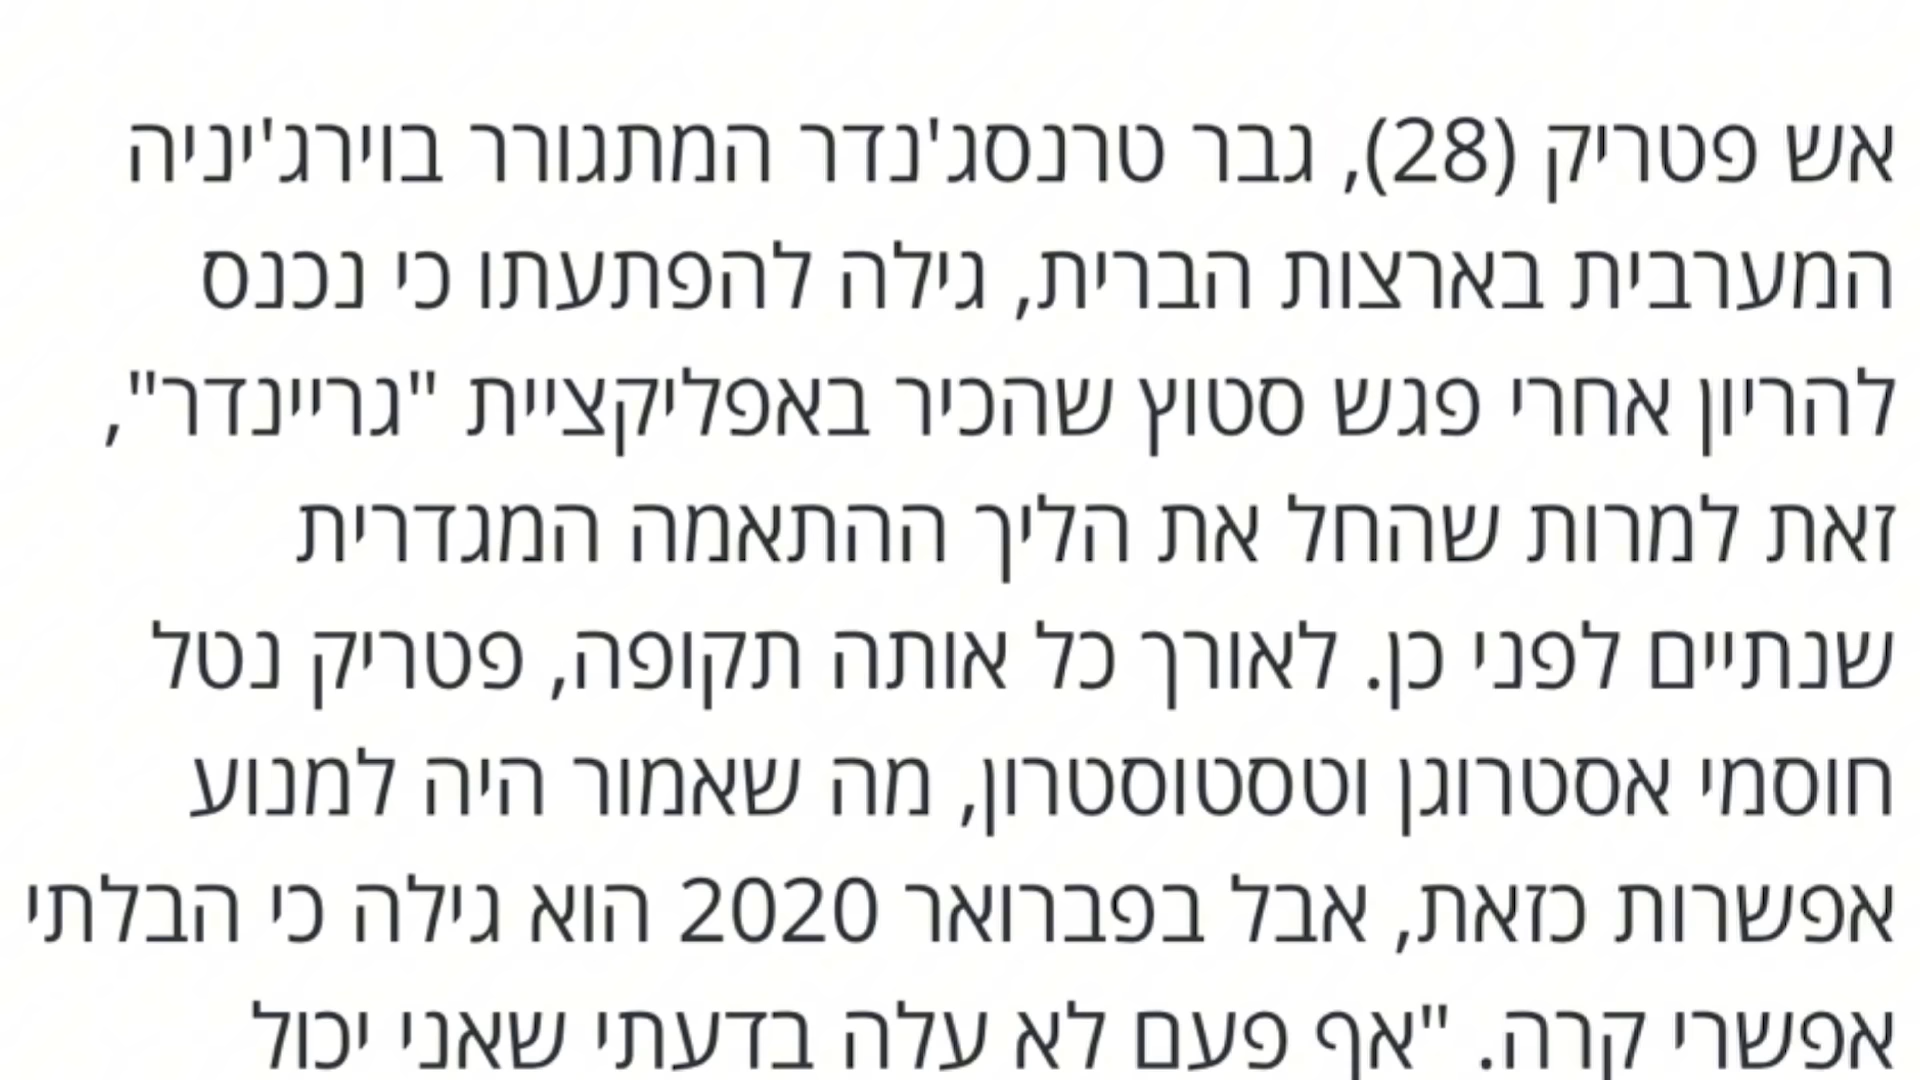 אש פטריק (28), גבר טרנסג'נדר המתגורר בוירג'יניה
המערבית בארצות הברית, גילה להפתעתו כי נכנס
להריון אחרי פגש סטוץ שהכיר באפליקציית "גריינדר",
זאת למרות שהחל את הליך ההתאמה המגדרית
שנתיים לפני כן. לאורך כל אותה תקופה, פטריק נטל
חוסמי אסטרוגן וטסטוסטרון, מה שאמור היה למנוע
אפשרות כזאת, אבל בפברואר 2020 הוא גילה כי הבלתי
אפשרי קרה. "אף פעם לא עלה בדעתי שאני יכול